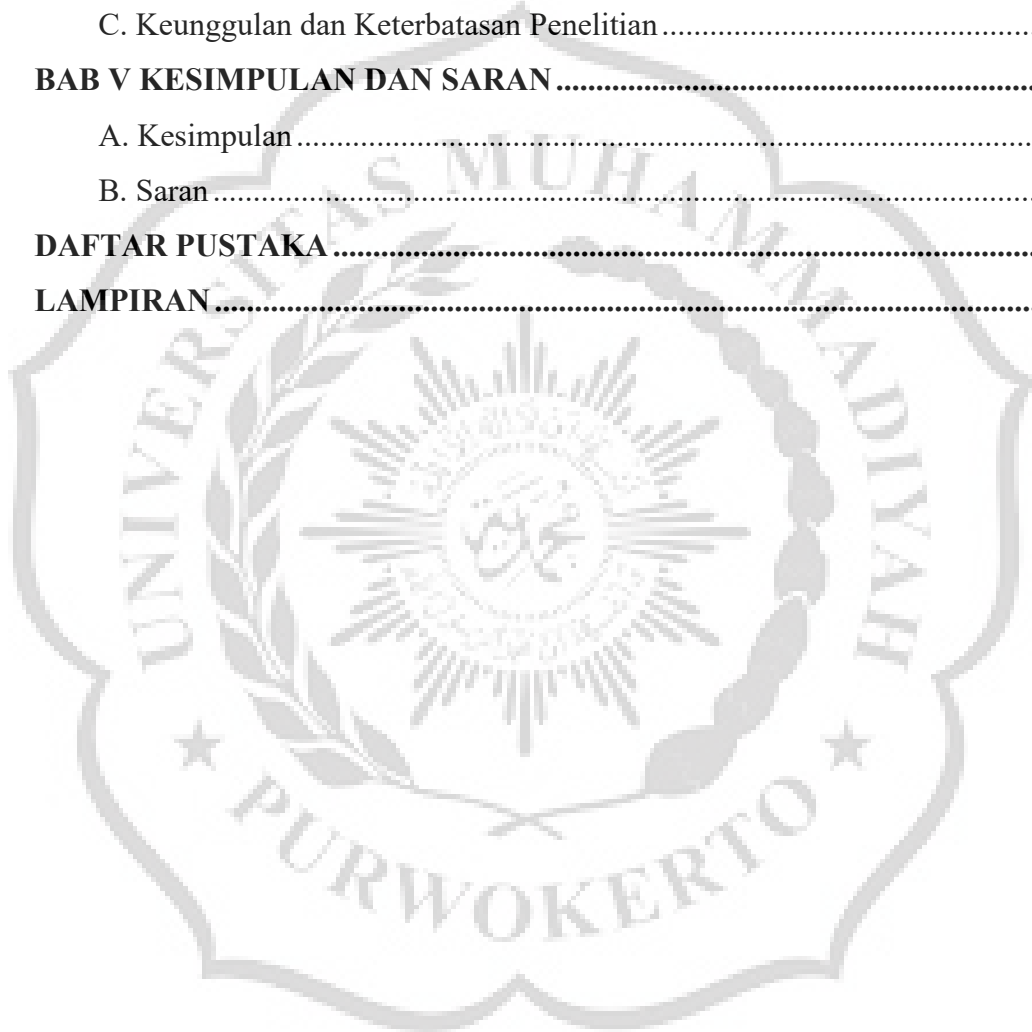 C. Keunggulan dan Keterbatasan Penelitian
BAB V KESIMPULAN DAN SARAN
A. Kesimpulan
B. Saran
DAFTAR PUSTAKA
LAMPIRAN
UNIVERSITAS MUHAMMADIYAH
PURWOKERTO